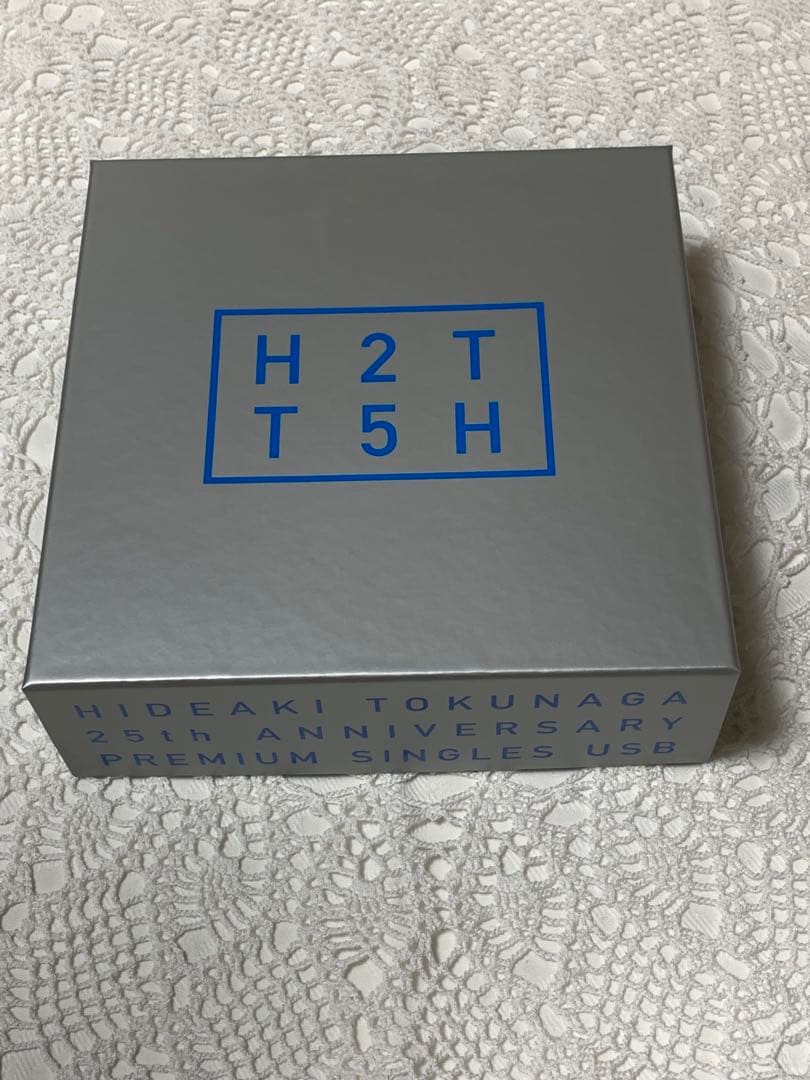 H 2 T
T 5 H
HIDEAKI TOKUNAGA
25th ANNIVERSARY
PREMIUM SINGLES USB